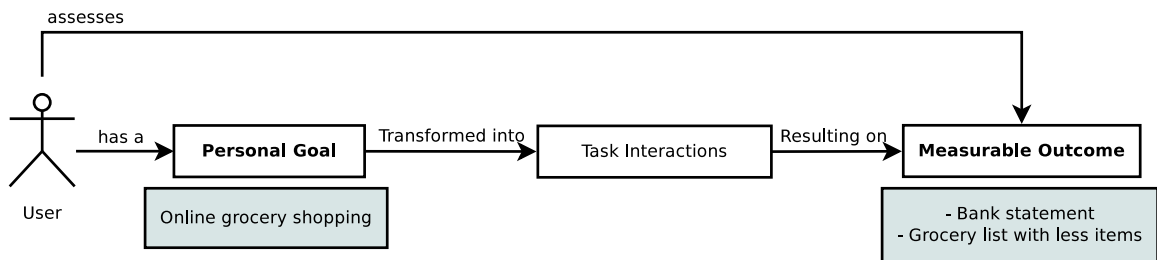 assesses
has a
Personal Goal
Transformed into
Task Interactions
Resulting on
Measurable Outcome
User
Online grocery shopping
- Bank statement
- Grocery list with less items